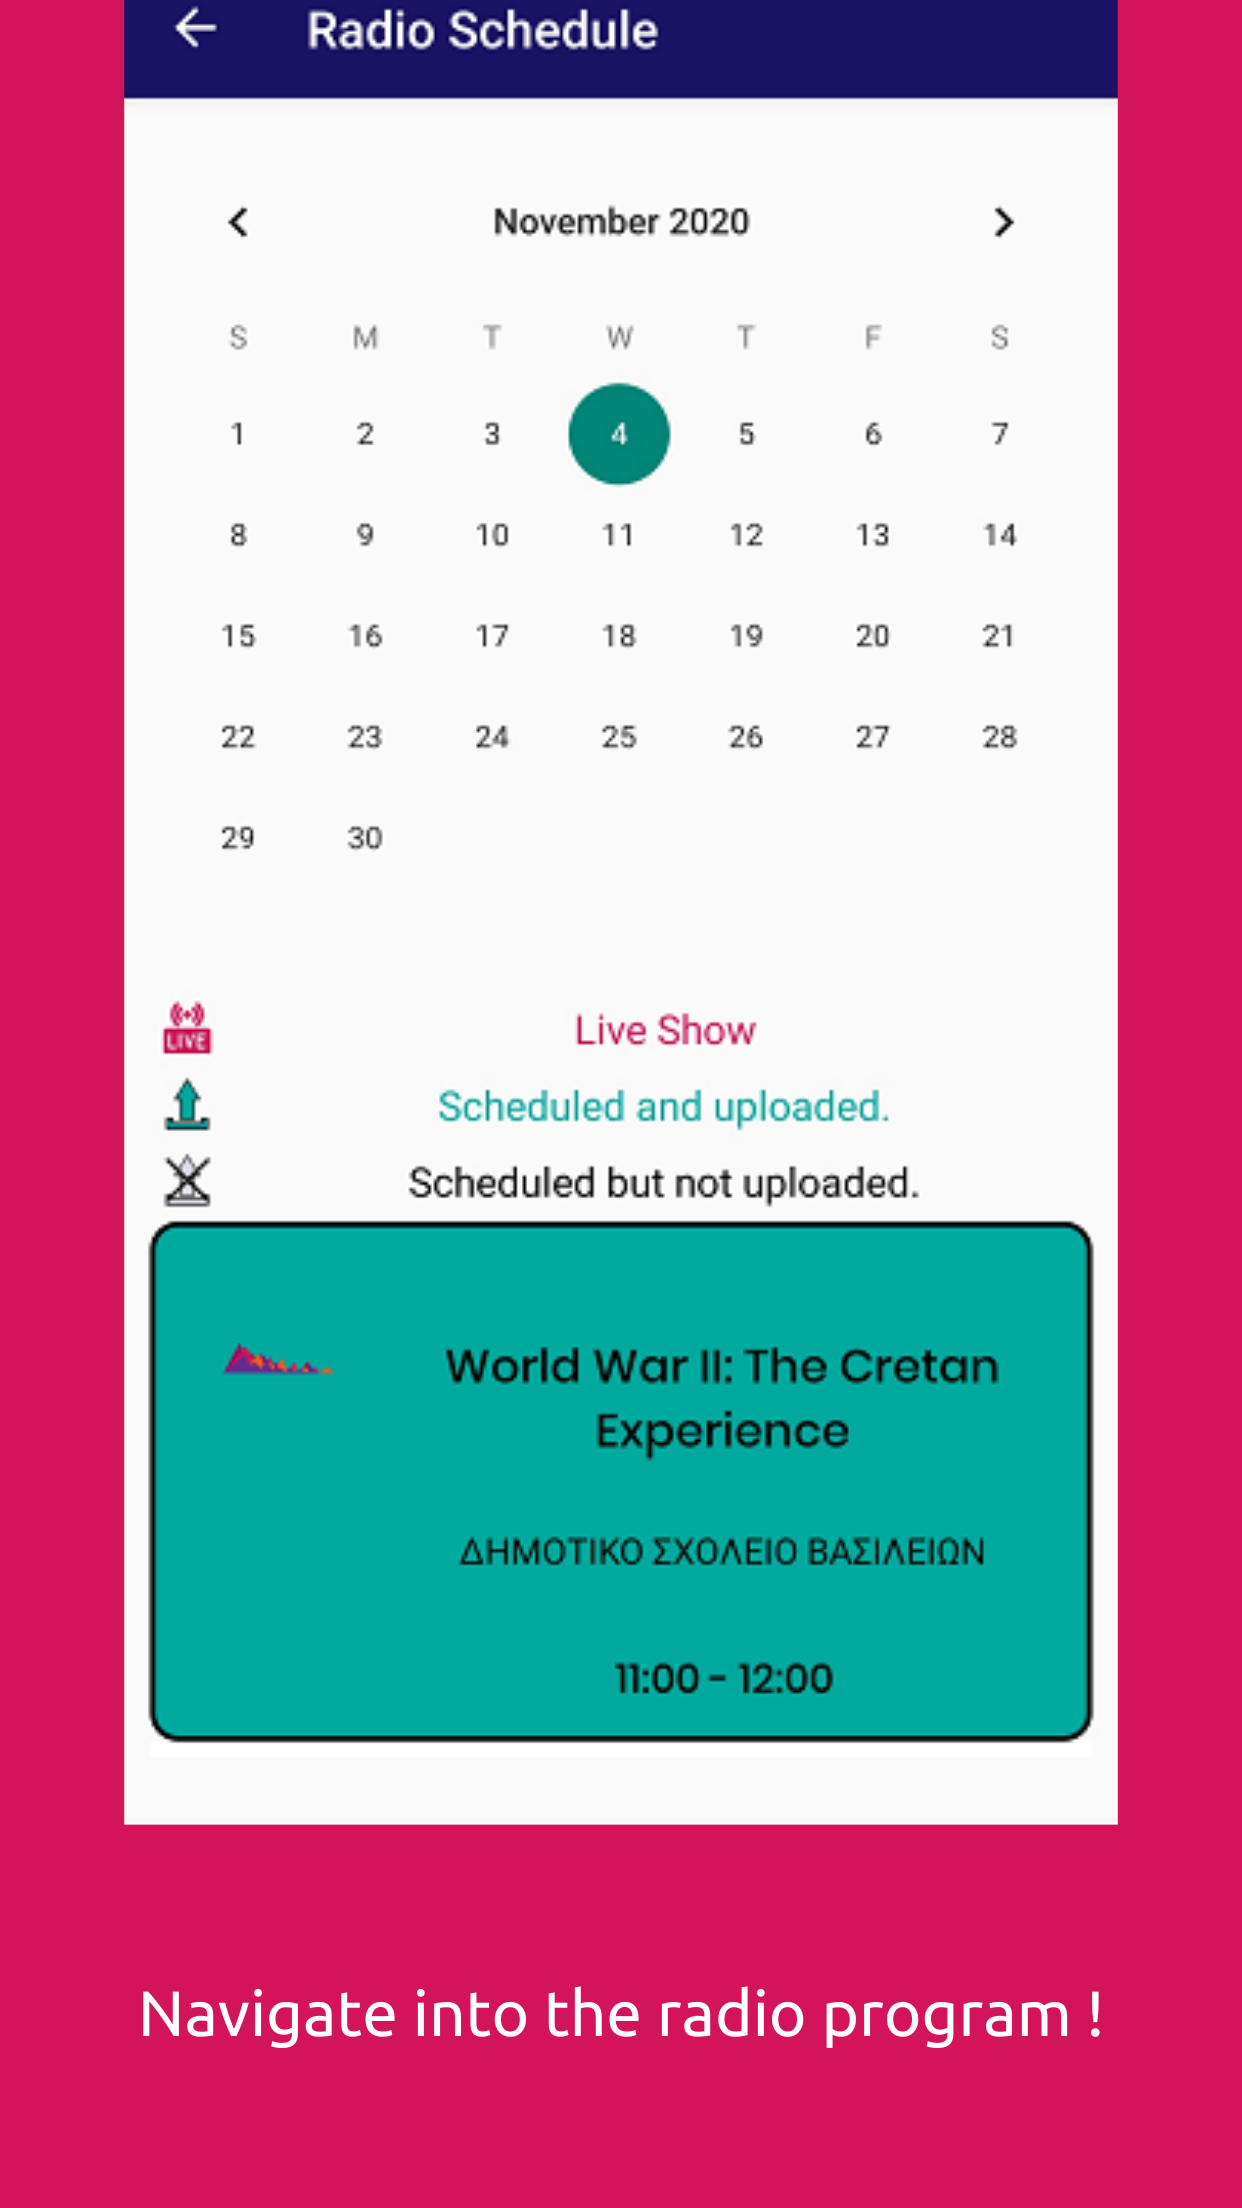 Radio Schedule
November 2020
S M T W T F S
1 2 3 4 5 6 7
8 9 10 11 12 13 14
15 16 17 18 19 20 21
22 23 24 25 26 27 28
29 30
LIVE
Live Show
Scheduled and uploaded.
Scheduled but not uploaded.
World War II: The Cretan
Experience
ΔΗΜΟΤΙΚΟ ΣΧΟΛΕΙΟ ΒΑΣΙΛΕΙΩΝ
11:00 - 12:00
Navigate into the radio program !